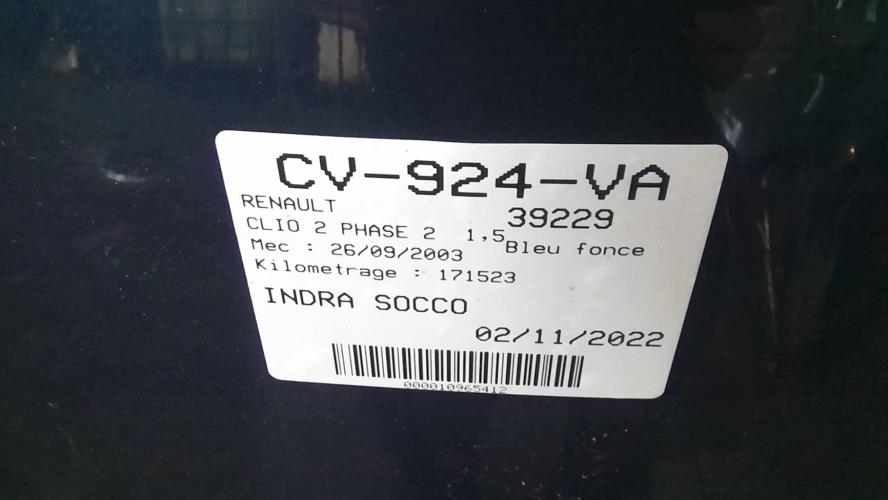 CV-924-VA
RENAULT 39229
CLIO 2 PHASE 2 1,5 Bleu fonce
Mec : 26/09/2003
Kilometrage : 171523
INDRA SOCCO
02/11/2022
000010965412